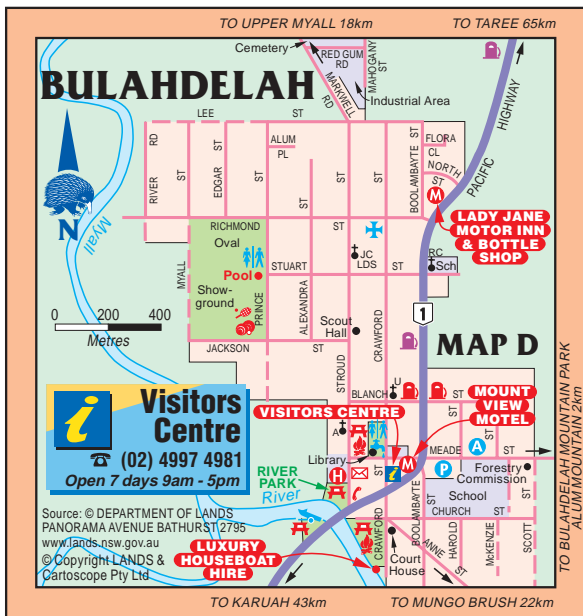 TO UPPER MYALL 18km
TO TAREE 65km
Cemetery
RED GUM
RD
MAHOGANY
ST
MARKWELL
RD
Industrial Area
BULAHDELAH
HIGHWAY
PACIFIC
LEE
ST
ALUM
PL
FLORA
CL
NORTH
ST
BOOLAMBAYTE
ST
RIVER
RD
EDGAR
ST
ST
ST
ST
ST
M
LADY JANE
MOTOR INN
& BOTTLE
SHOP
N
Myall
RICHMOND
ST
Oval
Pool
STUART
ST
JC
LDS
RC
Sch
MYALL
ST
Show-
ground
PRINCE
ALEXANDRA
CRAWFORD
1
0
200
400
Metres
Scout
Hall
JACKSON
ST
STROUD
MAP D
BLANCH
U
ST
i
Visitors
Centre
(02) 4997 4981
Open 7 days 9am - 5pm
VISITORS CENTRE
MOUNT
VIEW
MOTEL
A
Library
ST
i
M
MEADE
ST
A
ST
P
Forestry
Commission
H
RIVER
PARK
River
School
CHURCH
ST
ST
BOOLAMBAYTE
HAROLD
McKENZIE
ST
SCOTT
ANNE
ST
CRAWFORD
Court
House
LUXURY
HOUSEBOAT
HIRE
Source: © DEPARTMENT OF LANDS
PANORAMA AVENUE BATHURST 2795
www.lands.nsw.gov.au
© Copyright LANDS &
Cartoscope Pty Ltd
TO BULAHDELAH MOUNTAIN PARK
ALUM MOUNTAIN 2km
TO KARUAH 43km
TO MUNGO BRUSH 22km